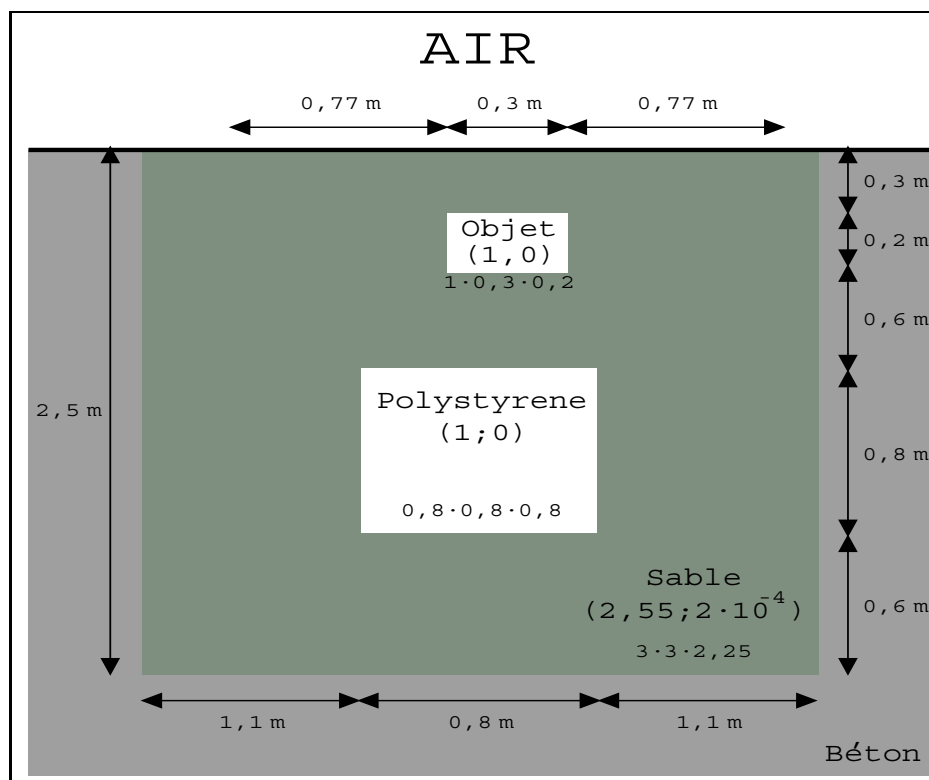 AIR
0,77 m 0,3 m 0,77 m
0,3 m
Objet
(1,0)
1·0,3·0,2
0,2 m
0,6 m
2,5 m
Polystyrene
(1;0)
0,8·0,8·0,8
0,8 m
Sable
(2,55;2·10-4)
3·3·2,25
0,6 m
1,1 m 0,8 m 1,1 m
Béton